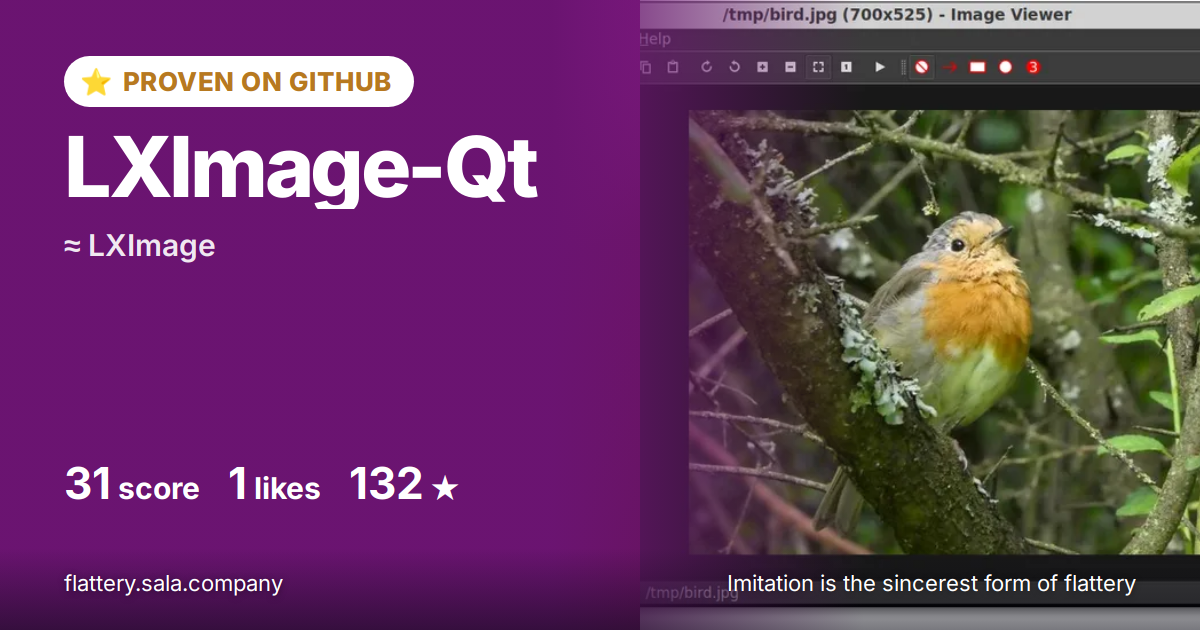 ⭐ PROVEN ON GITHUB
LXImage-Qt
≈ LXImage
31 score 1 likes 132 ★
flattery.sala.company
/tmp/bird.jpg (700x525) - Image Viewer
Help
1
3
/tmp/bird.jpg
Imitation is the sincerest form of flattery